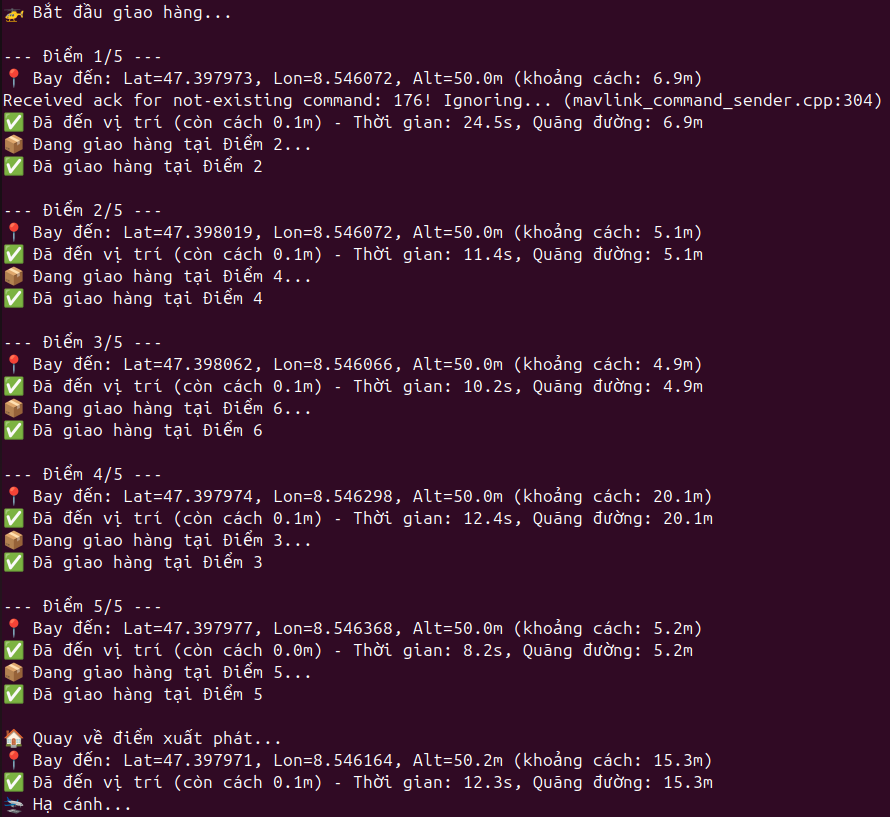 🚁 Bắt đầu giao hàng...

--- Điểm 1/5 ---
📍 Bay đến: Lat=47.397973, Lon=8.546072, Alt=50.0m (khoảng cách: 6.9m)
Received ack for not-existing command: 176! Ignoring... (mavlink_command_sender.cpp:304)
✅ Đã đến vị trí (còn cách 0.1m) - Thời gian: 24.5s, Quãng đường: 6.9m
📦 Đang giao hàng tại Điểm 2...
✅ Đã giao hàng tại Điểm 2

--- Điểm 2/5 ---
📍 Bay đến: Lat=47.398019, Lon=8.546072, Alt=50.0m (khoảng cách: 5.1m)
✅ Đã đến vị trí (còn cách 0.1m) - Thời gian: 11.4s, Quãng đường: 5.1m
📦 Đang giao hàng tại Điểm 4...
✅ Đã giao hàng tại Điểm 4

--- Điểm 3/5 ---
📍 Bay đến: Lat=47.398062, Lon=8.546066, Alt=50.0m (khoảng cách: 4.9m)
✅ Đã đến vị trí (còn cách 0.1m) - Thời gian: 10.2s, Quãng đường: 4.9m
📦 Đang giao hàng tại Điểm 6...
✅ Đã giao hàng tại Điểm 6

--- Điểm 4/5 ---
📍 Bay đến: Lat=47.397974, Lon=8.546298, Alt=50.0m (khoảng cách: 20.1m)
✅ Đã đến vị trí (còn cách 0.1m) - Thời gian: 12.4s, Quãng đường: 20.1m
📦 Đang giao hàng tại Điểm 3...
✅ Đã giao hàng tại Điểm 3

--- Điểm 5/5 ---
📍 Bay đến: Lat=47.397977, Lon=8.546368, Alt=50.0m (khoảng cách: 5.2m)
✅ Đã đến vị trí (còn cách 0.0m) - Thời gian: 8.2s, Quãng đường: 5.2m
📦 Đang giao hàng tại Điểm 5...
✅ Đã giao hàng tại Điểm 5

🏠 Quay về điểm xuất phát...
📍 Bay đến: Lat=47.397971, Lon=8.546164, Alt=50.2m (khoảng cách: 15.3m)
✅ Đã đến vị trí (còn cách 0.1m) - Thời gian: 12.3s, Quãng đường: 15.3m
🛬 Hạ cánh...